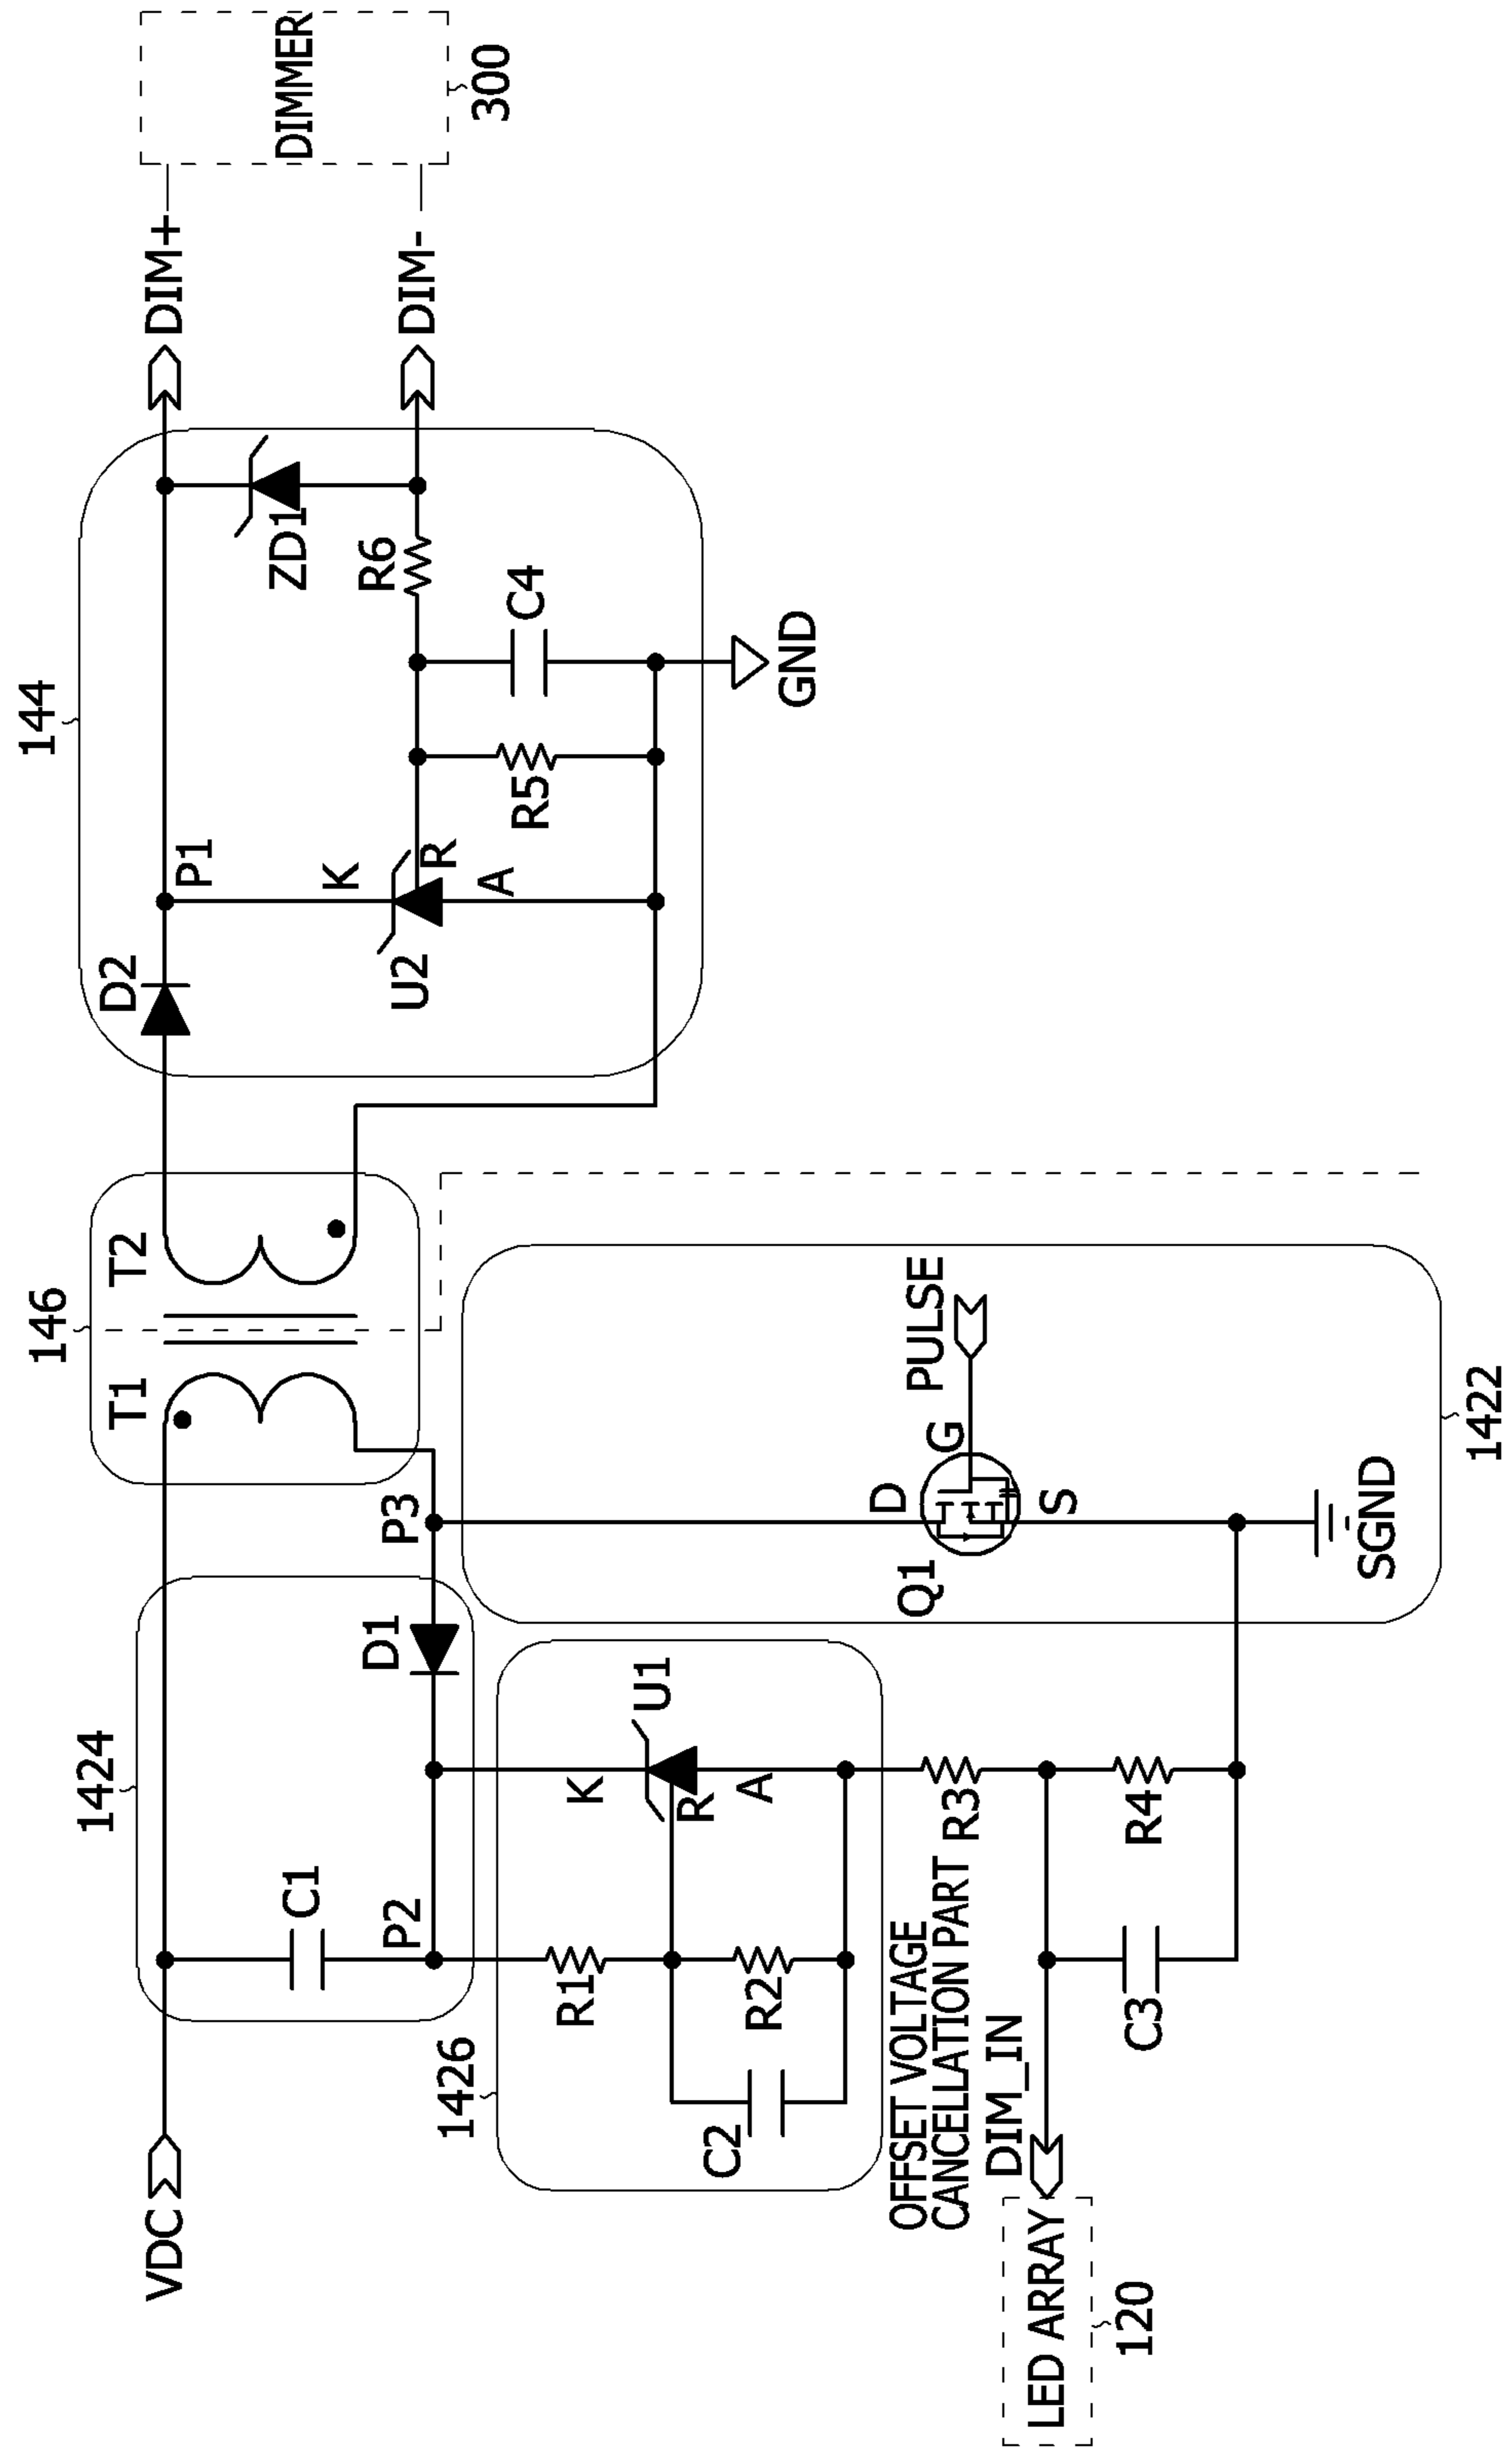 144
146
1424
D2
T2
T1
VDC
DIM+
P1
DIMMER
ZD1
C1
K
R6
D1
P3
P2
U2
DIM-
R
1426
300
A
C4
R5
K
R1
U1
R
C2
R2
A
GND
D
Q1
G
PULSE
OFFSET VOLTAGE
CANCELLATION PART
R3
DIM_IN
S
LED ARRAY
120
C3
R4
SGND
1422